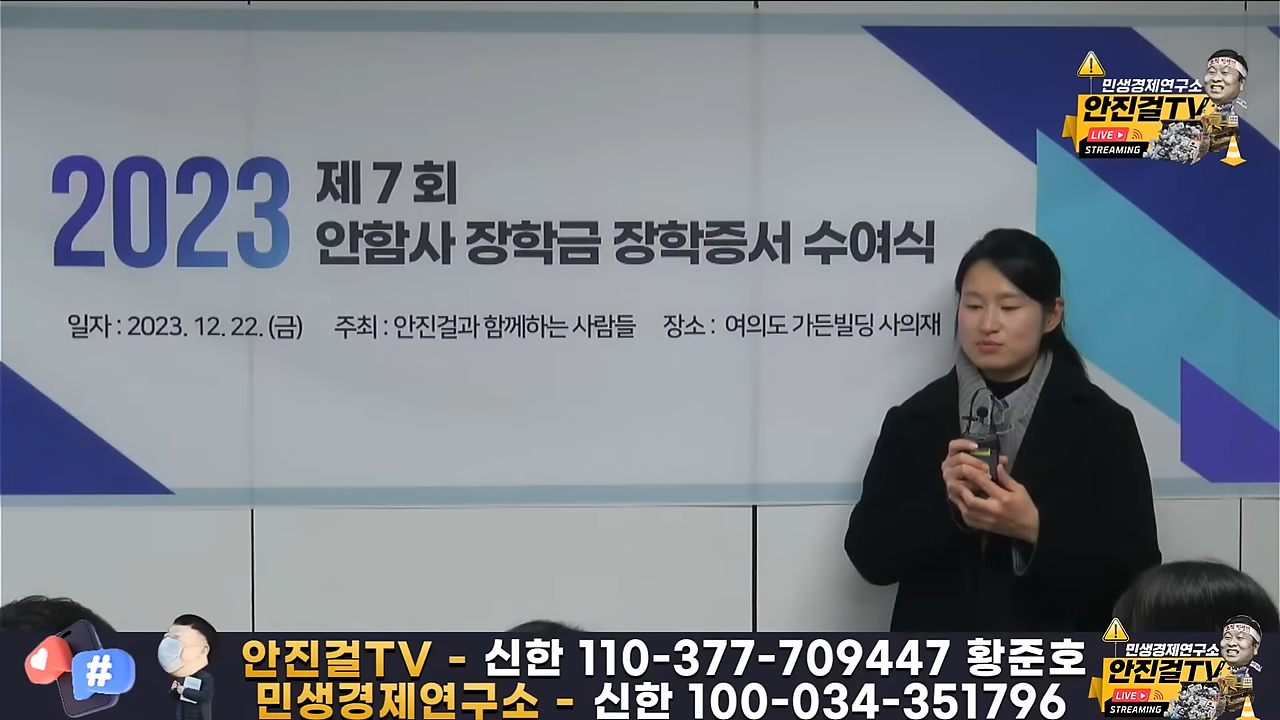 민생경제연구소
안진걸TV
LIVE
STREAMING
2023
제 7 회
안함사 장학금 장학증서 수여식
일자 : 2023. 12. 22. (금) 주최 : 안진걸과 함께하는 사람들 장소 : 여의도 가든빌딩 사의재
#
안진걸TV - 신한 110-377-709447 황준호
민생경제연구소 - 신한 100-034-351796
민생경제연구소
안진걸TV
LIVE
STREAMING